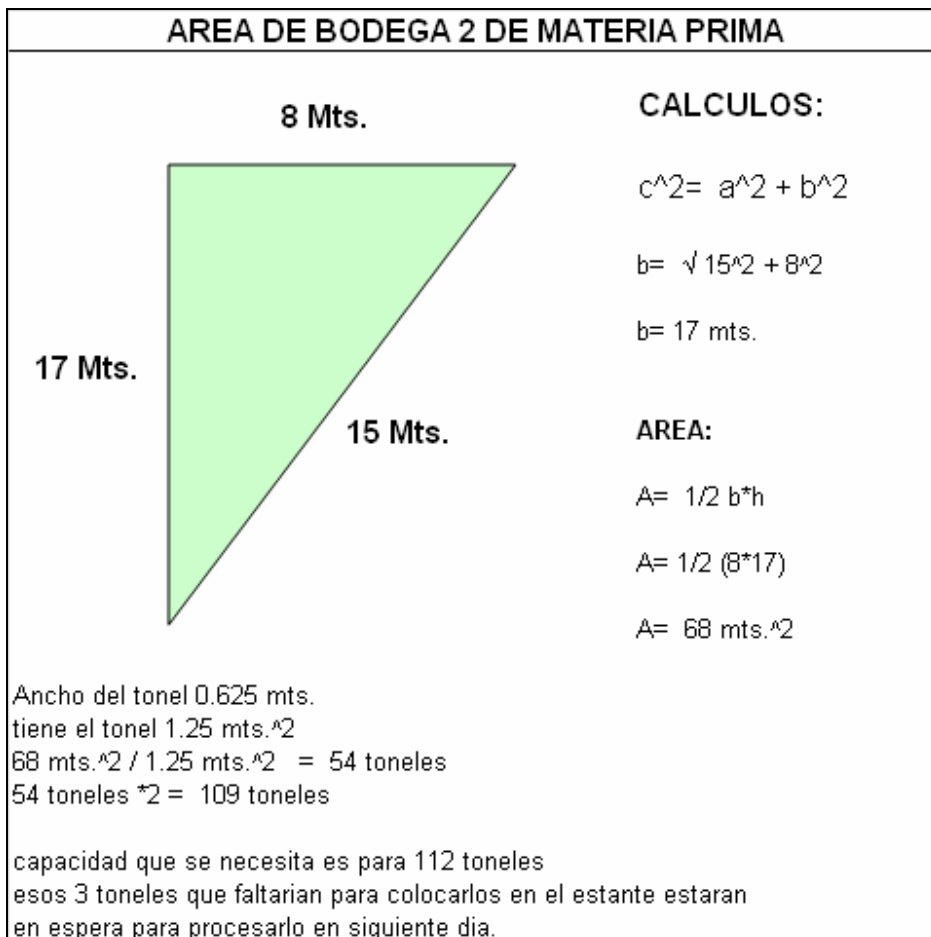 AREA DE BODEGA 2 DE MATERIA PRIMA
8 Mts.
17 Mts.
15 Mts.
CALCULOS:
c^2= a^2 + b^2
b= √ 15^2 + 8^2
b= 17 mts.
AREA:
A= 1/2 b*h
A= 1/2 (8*17)
A= 68 mts.^2
Ancho del tonel 0.625 mts.
tiene el tonel 1.25 mts.^2
68 mts.^2 / 1.25 mts.^2 = 54 toneles
54 toneles *2 = 109 toneles
capacidad que se necesita es para 112 toneles
esos 3 toneles que faltarian para colocarlos en el estante estaran
en espera para procesarlo en siguiente dia.